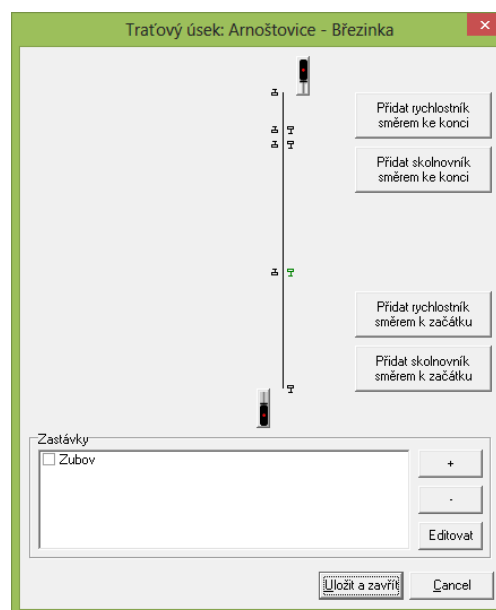 Traťový úsek: Arnoštovice - Březinka
Přidat rychlostník
směrem ke konci
Přidat skolnovník
směrem ke konci
Přidat rychlostník
směrem k začátku
Přidat skolnovník
směrem k začátku
Zastávky
Zubov
+
-
Editovat
Uložit a zavřít
Cancel